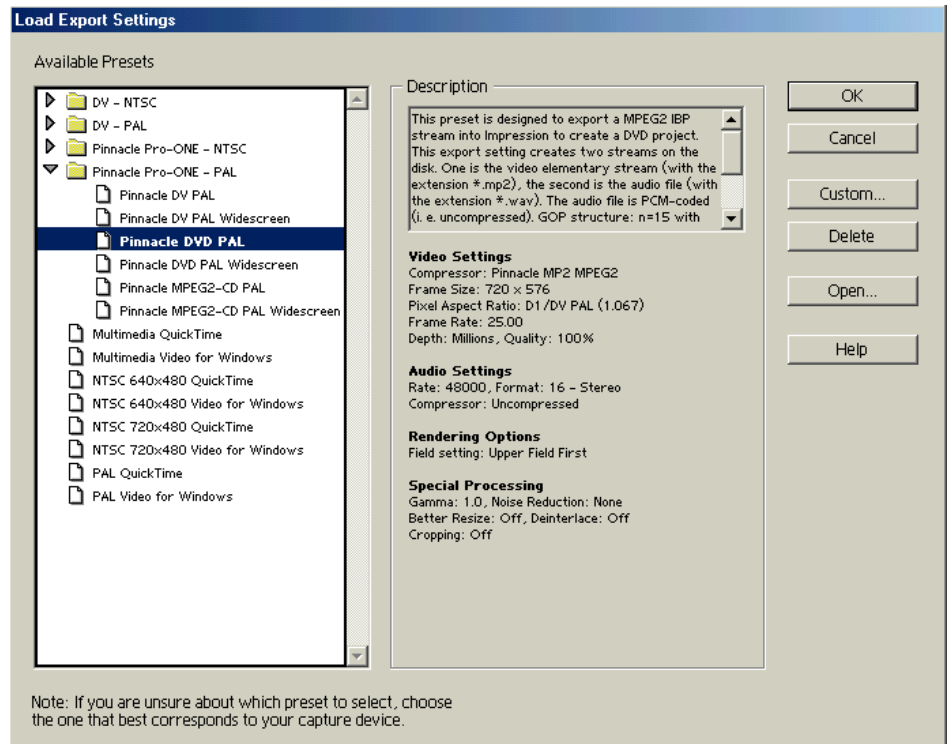 Load Export Settings
Available Presets
DV - NTSC
DV - PAL
Pinnacle Pro-ONE - NTSC
Pinnacle Pro-ONE - PAL
Pinnacle DV PAL
Pinnacle DV PAL Widescreen
Pinnacle DVD PAL
Pinnacle DVD PAL Widescreen
Pinnacle MPEG2-CD PAL
Pinnacle MPEG2-CD PAL Widescreen
Multimedia QuickTime
Multimedia Video for Windows
NTSC 640x480 QuickTime
NTSC 640x480 Video for Windows
NTSC 720x480 QuickTime
NTSC 720x480 Video for Windows
PAL QuickTime
PAL Video for Windows
Description
This preset is designed to export a MPEG2 IBP
stream into Impression to create a DVD project.
This export setting creates two streams on the
disk. One is the video elementary stream (with the
extension *.mp2), the second is the audio file (with
the extension *.wav). The audio file is PCM-coded
(i. e. uncompressed). GOP structure: n=15 with
Video Settings
Compressor: Pinnacle MP2 MPEG2
Frame Size: 720 x 576
Pixel Aspect Ratio: D1/DV PAL (1.067)
Frame Rate: 25.00
Depth: Millions, Quality: 100%
Audio Settings
Rate: 48000, Format: 16 - Stereo
Compressor: Uncompressed
Rendering Options
Field setting: Upper Field First
Special Processing
Gamma: 1.0, Noise Reduction: None
Better Resize: Off, Deinterlace: Off
Cropping: Off
OK
Cancel
Custom...
Delete
Open...
Help
Note: If you are unsure about which preset to select, choose
the one that best corresponds to your capture device.